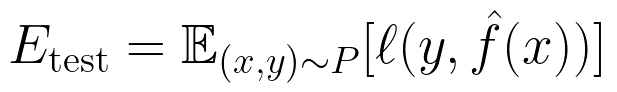 E_test = 𝔼_(x,y)∼P[ℓ(y, f̂(x))]